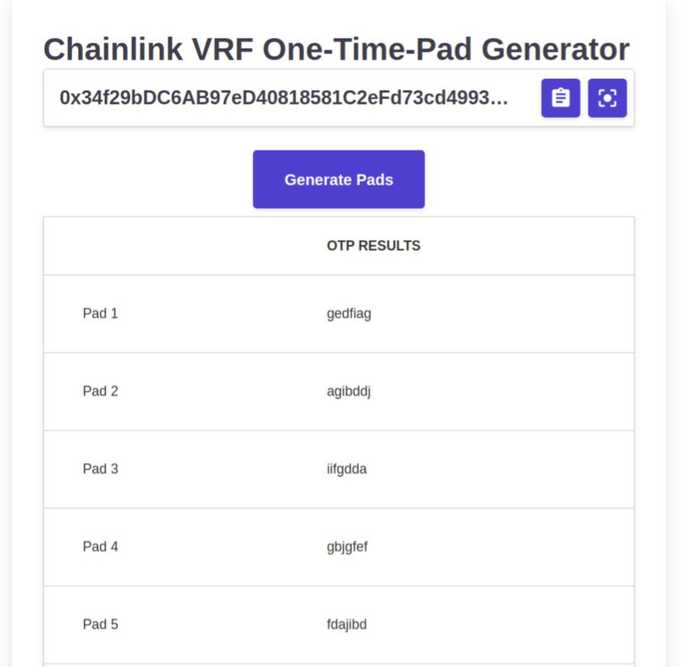 Chainlink VRF One-Time-Pad Generator
0x34f29bDC6AB97eD40818581C2eFd73cd4993…
Generate Pads
OTP RESULTS
Pad 1 gedfiag
Pad 2 agibddj
Pad 3 iifgdda
Pad 4 gbjgfef
Pad 5 fdajibd